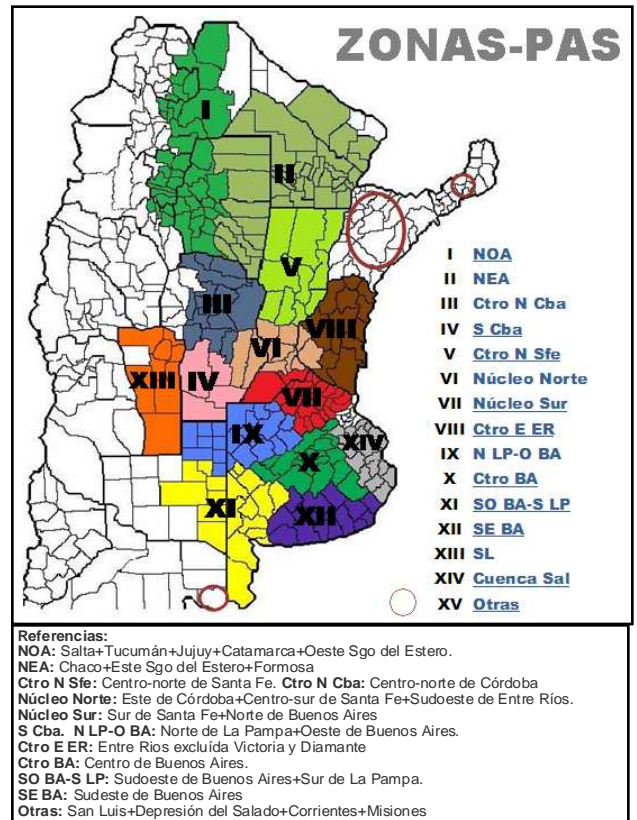 ZONAS-PAS
I
II
V
III
VIII
VI
XIII
IV
VII
IX
XIV
X
XI
XII
I NOA
II NEA
III Ctro N Cba
IV S Cba
V Ctro N Sfe
VI Núcleo Norte
VII Núcleo Sur
VIII Ctro E ER
IX N LP-O BA
X Ctro BA
XI SO BA-S LP
XII SE BA
XIII SL
XIV Cuenca Sal
XV Otras
Referencias:
NOA: Salta+Tucumán+Jujuy+Catamarca+Oeste Sgo del Estero.
NEA: Chaco+Este Sgo del Estero+Formosa
Ctro N Sfe: Centro-norte de Santa Fe. Ctro N Cba: Centro-norte de Córdoba
Núcleo Norte: Este de Córdoba+Centro-sur de Santa Fe+Sudoeste de Entre Ríos.
Núcleo Sur: Sur de Santa Fe+Norte de Buenos Aires
S Cba. N LP-O BA: Norte de La Pampa+Oeste de Buenos Aires.
Ctro E ER: Entre Rios excluída Victoria y Diamante
Ctro BA: Centro de Buenos Aires.
SO BA-S LP: Sudoeste de Buenos Aires+Sur de La Pampa.
SE BA: Sudeste de Buenos Aires
Otras: San Luis+Depresión del Salado+Corrientes+Misiones